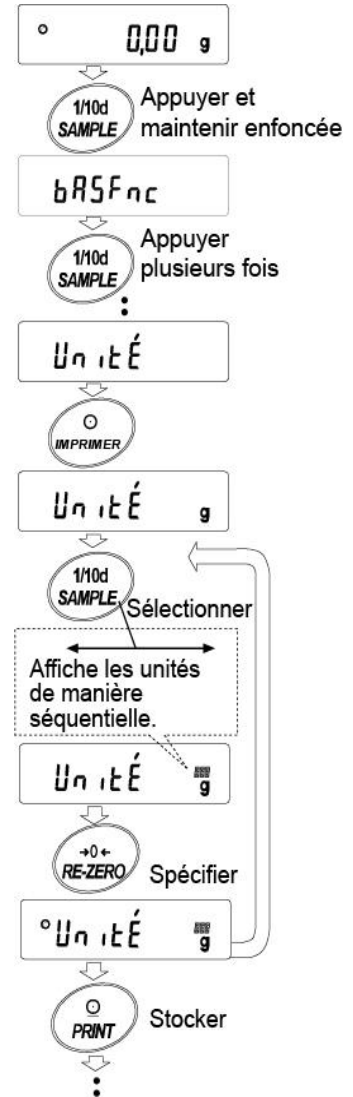 0,00 g
1/10d
SAMPLE
Appuyer et
maintenir enfoncée
bASFnc
1/10d
SAMPLE
Appuyer
plusieurs fois
UnitÉ
IMPRIMER
UnitÉ g
1/10d
SAMPLE
Sélectionner
Affiche les unités
de manière
séquentielle.
UnitÉ g
→0←
RE-ZERO
Spécifier
UnitÉ g
PRINT
Stocker